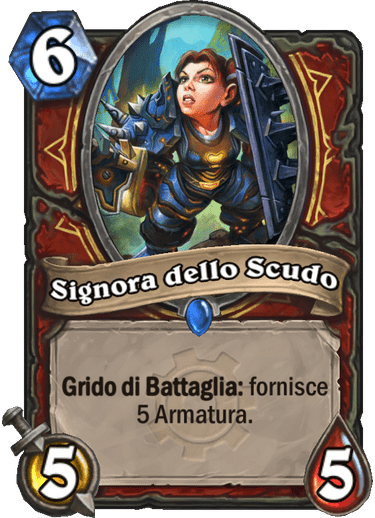 6
Signora dello Scudo
Grido di Battaglia: fornisce
5 Armatura.
5 5